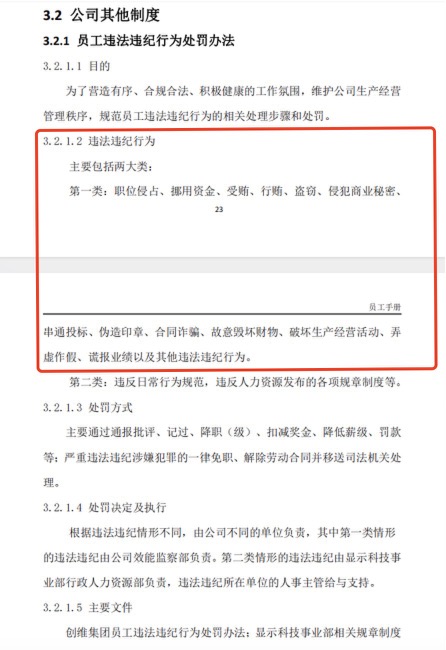 3.2 公司其他制度
3.2.1 员工违法违纪行为处罚办法
3.2.1.1 目的
为了营造有序、合规合法、积极健康的工作氛围，维护公司生产经营
管理秩序，规范员工违法违纪行为的相关处理步骤和处罚。
3.2.1.2 违法违纪行为
主要包括两大类：
第一类：职位侵占、挪用资金、受贿、行贿、盗窃、侵犯商业秘密、
23
员工手册
串通投标、伪造印章、合同诈骗、故意毁坏财物、破坏生产经营活动、弄
虚作假、谎报业绩以及其他违法违纪行为。
第二类：违反日常行为规范，违反人力资源发布的各项规章制度等。
3.2.1.3 处罚方式
主要通过通报批评、记过、降职（级）、扣减奖金、降低薪级、罚款
等；严重违法违纪涉嫌犯罪的一律免职、解除劳动合同并移送司法机关处
理。
3.2.1.4 处罚决定及执行
根据违法违纪情形不同，由公司不同的单位负责，其中第一类情形
的违法违纪由公司效能监察部负责。第二类情形的违法违纪由显示科技事
业部行政人力资源部负责，违法违纪所在单位的人事主管给与支持。
3.2.1.5 主要文件
创维集团员工违法违纪行为处罚办法；显示科技事业部相关规章制度